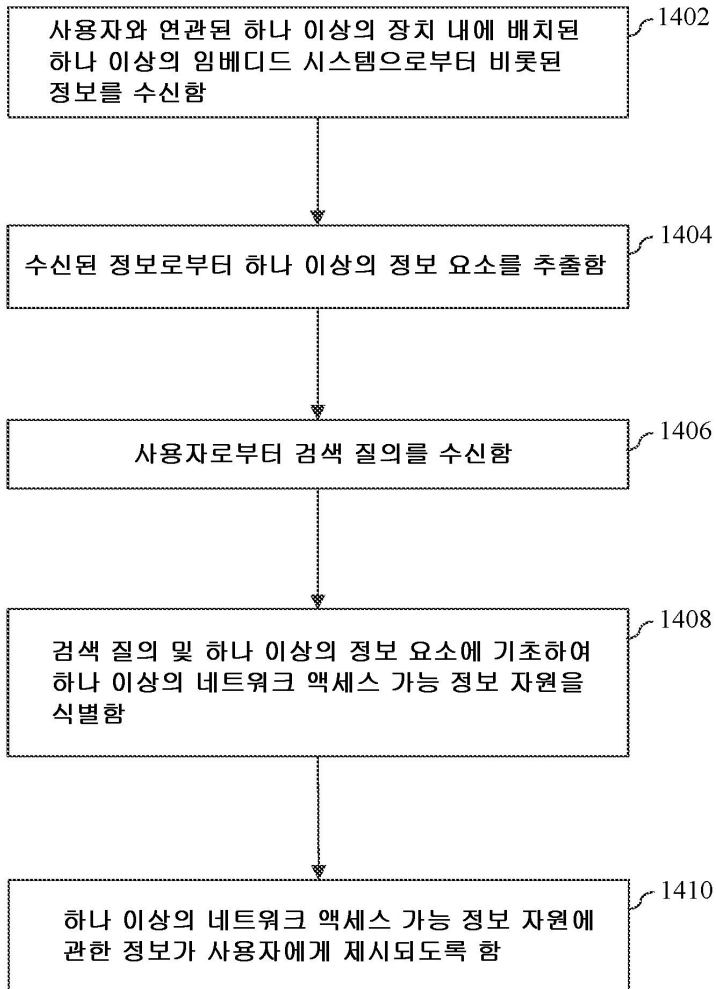 사용자와 연관된 하나 이상의 장치 내에 배치된
하나 이상의 임베디드 시스템으로부터 비롯된
정보를 수신함
1402
수신된 정보로부터 하나 이상의 정보 요소를 추출함
1404
사용자로부터 검색 질의를 수신함
1406
검색 질의 및 하나 이상의 정보 요소에 기초하여
하나 이상의 네트워크 액세스 가능 정보 자원을
식별함
1408
하나 이상의 네트워크 액세스 가능 정보 자원에
관한 정보가 사용자에게 제시되도록 함
1410